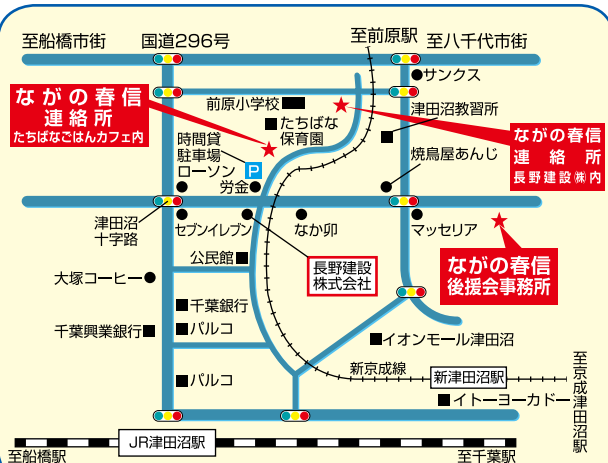 至船橋市街
国道296号
至前原駅
至八千代市街
サンクス
ながの春信
連絡所
たちばなごはんカフェ内
前原小学校
たちばな
保育園
津田沼教習所
時間貸
駐車場
ローソン
P
労金
ながの春信
連絡所
長野建設㈱内
焼鳥屋あんじ
津田沼
十字路
セブンイレブン
なか卯
マッセリア
公民館
長野建設
株式会社
ながの春信
後援会事務所
大塚コーヒー
千葉銀行
千葉興業銀行
パルコ
イオンモール津田沼
パルコ
新京成線
新津田沼駅
イトーヨーカドー
至京成津田沼駅
JR津田沼駅
至船橋駅
至千葉駅